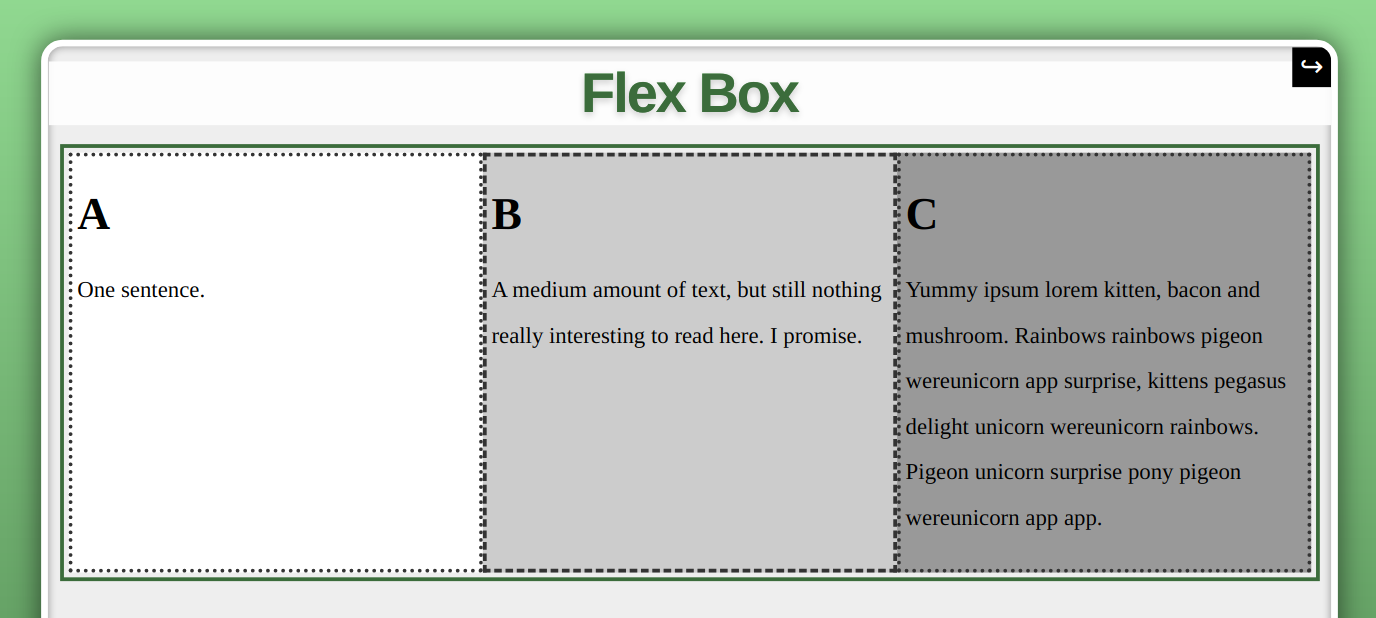 Flex Box
↪
A
One sentence.
B
A medium amount of text, but still nothing
really interesting to read here. I promise.
C
Yummy ipsum lorem kitten, bacon and
mushroom. Rainbows rainbows pigeon
wereunicorn app surprise, kittens pegasus
delight unicorn wereunicorn rainbows.
Pigeon unicorn surprise pony pigeon
wereunicorn app app.